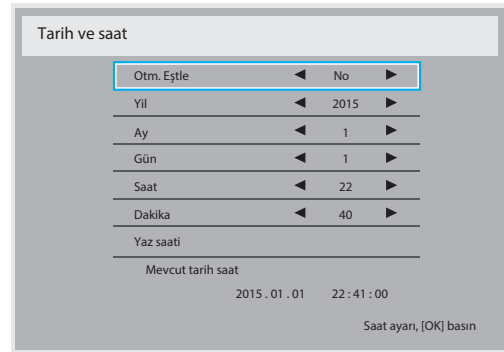 Tarih ve saat
Otm. Eştle ◀ No ▶
Yil ◀ 2015 ▶
Ay ◀ 1 ▶
Gün ◀ 1 ▶
Saat ◀ 22 ▶
Dakika ◀ 40 ▶
Yaz saati
Mevcut tarih saat
2015 . 01 . 01 22 : 41 : 00
Saat ayarı, [OK] basın